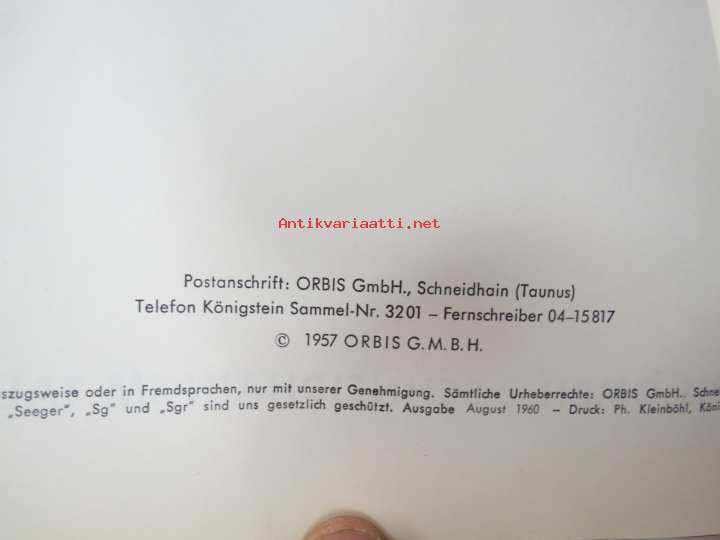 Antikvariaatti.net
Postanschrift: ORBIS GmbH., Schneidhain (Taunus)
Telefon Königstein Sammel-Nr. 3201 – Fernschreiber 04–15817
© 1957 ORBIS G. M. B. H.
szugsweise oder in Fremdsprachen, nur mit unserer Genehmigung. Sämtliche Urheberrechte: ORBIS GmbH., Schne
„Seeger", „Sg" und „Sgr" sind uns gesetzlich geschützt. Ausgabe August 1960 – Druck: Ph. Kleinböhl, Köni